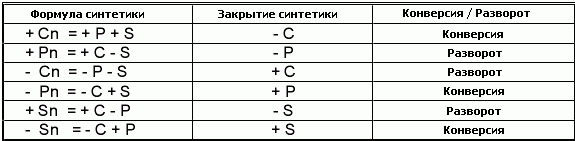 Формула синтетики Закрытие синтетики Конверсия / Разворот
+ Cn = + P + S - C Конверсия
+ Pn = + C - S - P Разворот
- Cn = - P - S + C Разворот
- Pn = - C + S + P Конверсия
+ Sn = + C - P - S Разворот
- Sn = - C + P + S Конверсия